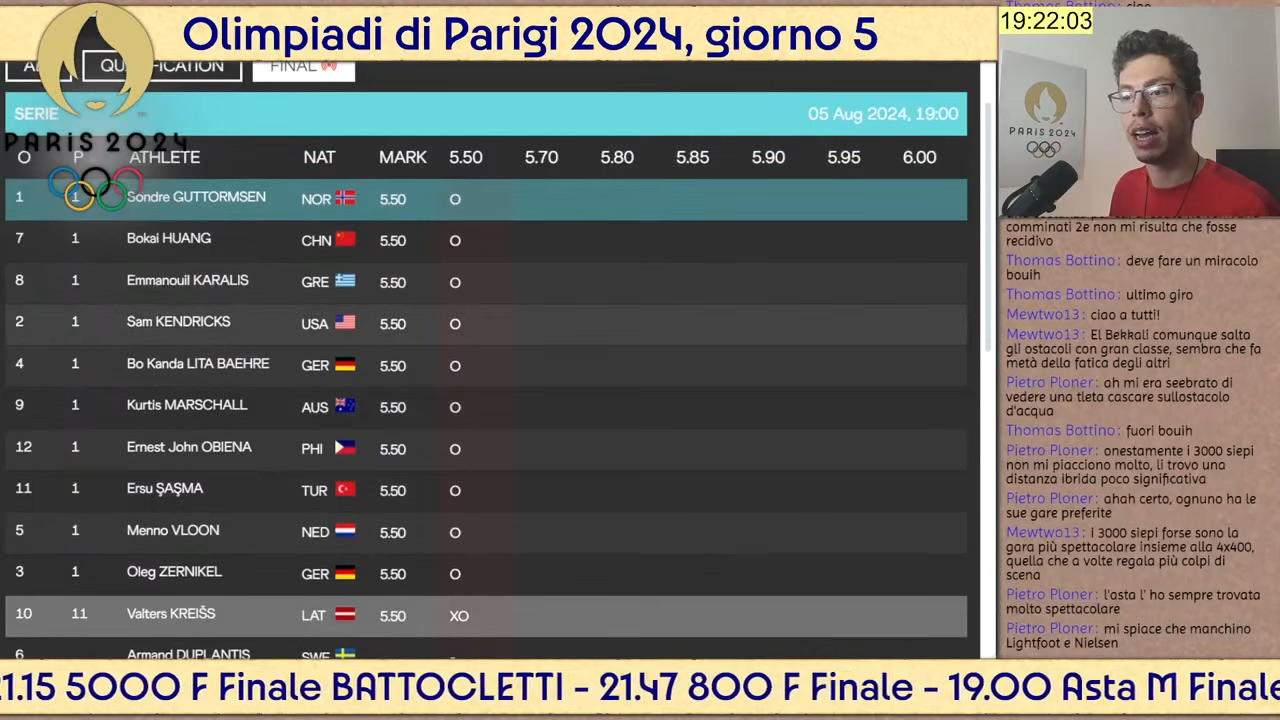 Olimpiadi di Parigi 2024, giorno 5
19:22:03
PARIS 2024
PARIS 2024
QUALIFICATION
FINAL
SERIE
05 Aug 2024, 19:00
O P ATHLETE NAT MARK 5.50 5.70 5.80 5.85 5.90 5.95 6.00
1 1 Sondre GUTTORMSEN NOR 5.50 O
7 1 Bokai HUANG CHN 5.50 O
8 1 Emmanouil KARALIS GRE 5.50 O
2 1 Sam KENDRICKS USA 5.50 O
4 1 Bo Kanda LITA BAEHRE GER 5.50 O
9 1 Kurtis MARSCHALL AUS 5.50 O
12 1 Ernest John OBIENA PHI 5.50 O
11 1 Ersu ŞAŞMA TUR 5.50 O
5 1 Menno VLOON NED 5.50 O
3 1 Oleg ZERNIKEL GER 5.50 O
10 11 Valters KREIŠS LAT 5.50 XO
6 Armand DUPLANTIS SWE -
comminati 2e non mi risulta che fosse
recidivo
Thomas Bottino: deve fare un miracolo
bouih
Thomas Bottino: ultimo giro
Mewtwo13: ciao a tutti!
Mewtwo13: El Bekkali comunque salta
gli ostacoli con gran classe, sembra che fa
metà della fatica degli altri
Pietro Ploner: ah mi era seebrato di
vedere una tleta cascare sullostacolo
d'acqua
Thomas Bottino: fuori bouih
Pietro Ploner: onestamente i 3000 siepi
non mi piacciono molto, li trovo una
distanza ibrida poco significativa
Pietro Ploner: ahah certo, ognuno ha le
sue gare preferite
Mewtwo13: i 3000 siepi forse sono la
gara più spettacolare insieme alla 4x400,
quella che a volte regala più colpi di
scena
Pietro Ploner: l'asta l' ho sempre trovata
molto spettacolare
Pietro Ploner: mi spiace che manchino
Lightfoot e Nielsen
21.15 5000 F Finale BATTOCLETTI - 21.47 800 F Finale - 19.00 Asta M Finale